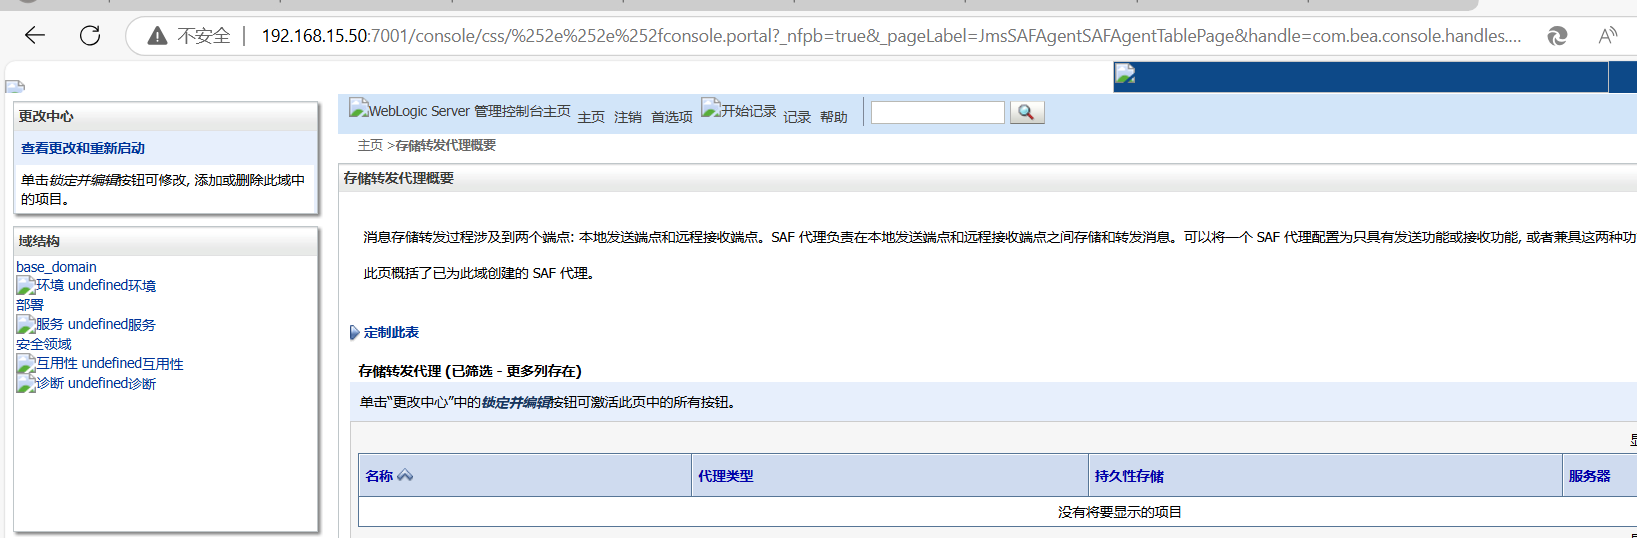 不安全
192.168.15.50:7001/console/css/%252e%252e%252fconsole.portal?_nfpb=true&_pageLabel=JmsSAFAgentSAFAgentTablePage&handle=com.bea.console.handles....
更改中心
查看更改和重新启动
单击锁定并编辑按钮可修改, 添加或删除此域中
的项目。
域结构
base_domain
环境 undefined环境
部署
服务 undefined服务
安全领域
互用性 undefined互用性
诊断 undefined诊断
WebLogic Server 管理控制台主页 主页 注销 首选项 开始记录 记录 帮助
主页 >存储转发代理概要
存储转发代理概要
消息存储转发过程涉及到两个端点: 本地发送端点和远程接收端点。SAF 代理负责在本地发送端点和远程接收端点之间存储和转发消息。可以将一个 SAF 代理配置为只具有发送功能或接收功能, 或者兼具这两种功
此页概括了已为此域创建的 SAF 代理。
定制此表
存储转发代理 (已筛选 - 更多列存在)
单击“更改中心”中的锁定并编辑按钮可激活此页中的所有按钮。
名称 代理类型 持久性存储 服务器
没有将要显示的项目